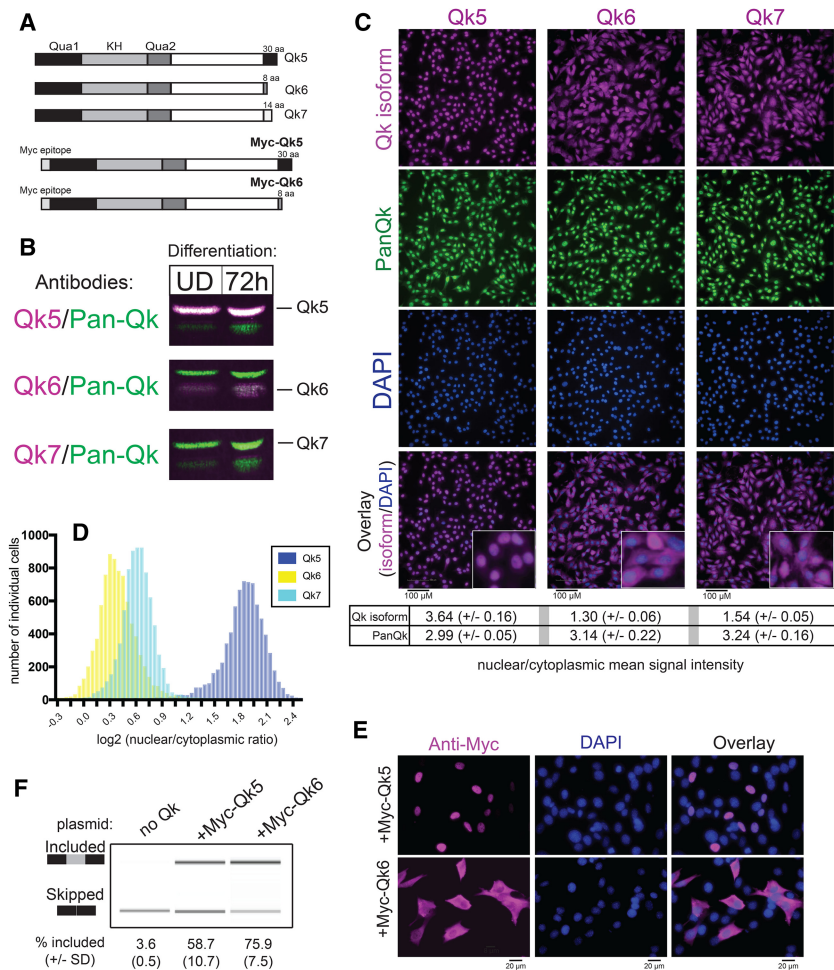 A
Qua1 KH Qua2
30 aa
Qk5
8 aa
Qk6
14 aa
Qk7
Myc epitope
Myc-Qk5
30 aa
Myc epitope
Myc-Qk6
8 aa
B
Differentiation:
Antibodies:
UD 72h
Qk5/Pan-Qk
Qk5
Qk6/Pan-Qk
Qk6
Qk7/Pan-Qk
Qk7
C
Qk5 Qk6 Qk7
Qk isoform
PanQk
DAPI
Overlay
(isoform/DAPI)
100 µM 100 µM 100 µM
Qk isoform 3.64 (+/- 0.16) 1.30 (+/- 0.06) 1.54 (+/- 0.05)
PanQk 2.99 (+/- 0.05) 3.14 (+/- 0.22) 3.24 (+/- 0.16)
nuclear/cytoplasmic mean signal intensity
D
number of individual cells
1000
800
600
400
200
0
-0.3 0.0 0.3 0.6 0.9 1.2 1.5 1.8 2.1 2.4
log2 (nuclear/cytoplasmic ratio)
Qk5
Qk6
Qk7
E
Anti-Myc DAPI Overlay
+Myc-Qk5
+Myc-Qk6
20 µm 20 µm 20 µm
F
plasmid: no Qk +Myc-Qk5 +Myc-Qk6
Included
Skipped
% included 3.6 58.7 75.9
(+/- SD) (0.5) (10.7) (7.5)